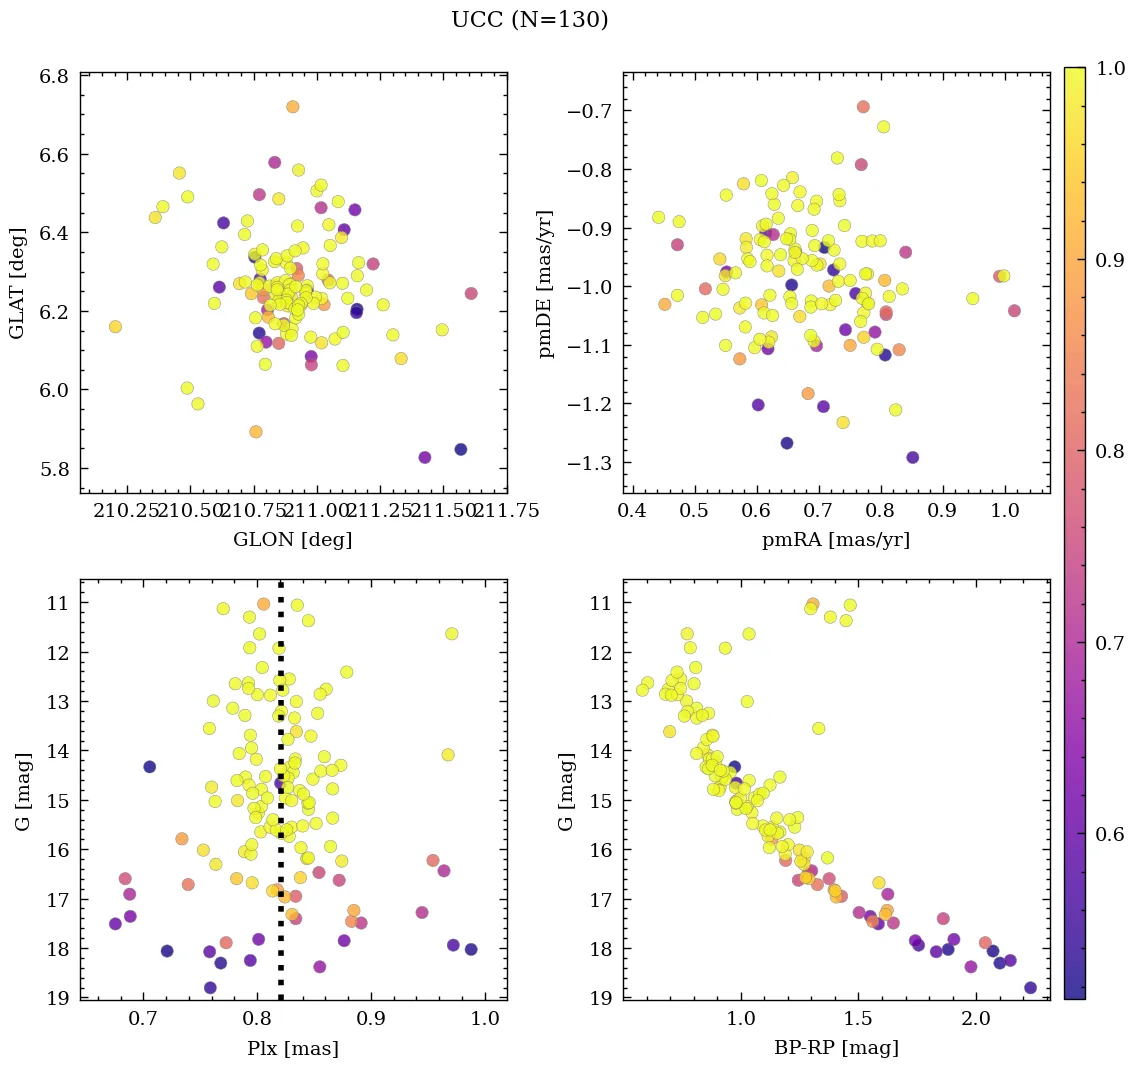 UCC (N=130)
6.8
6.6
6.4
6.2
6.0
5.8
GLAT [deg]
210.25 210.50 210.75 211.00 211.25 211.50 211.75
GLON [deg]
−0.7
−0.8
−0.9
−1.0
−1.1
−1.2
−1.3
pmDE [mas/yr]
0.4 0.5 0.6 0.7 0.8 0.9 1.0
pmRA [mas/yr]
11
12
13
14
15
16
17
18
19
G [mag]
0.7 0.8 0.9 1.0
Plx [mas]
11
12
13
14
15
16
17
18
19
G [mag]
1.0 1.5 2.0
BP-RP [mag]
1.0
0.9
0.8
0.7
0.6